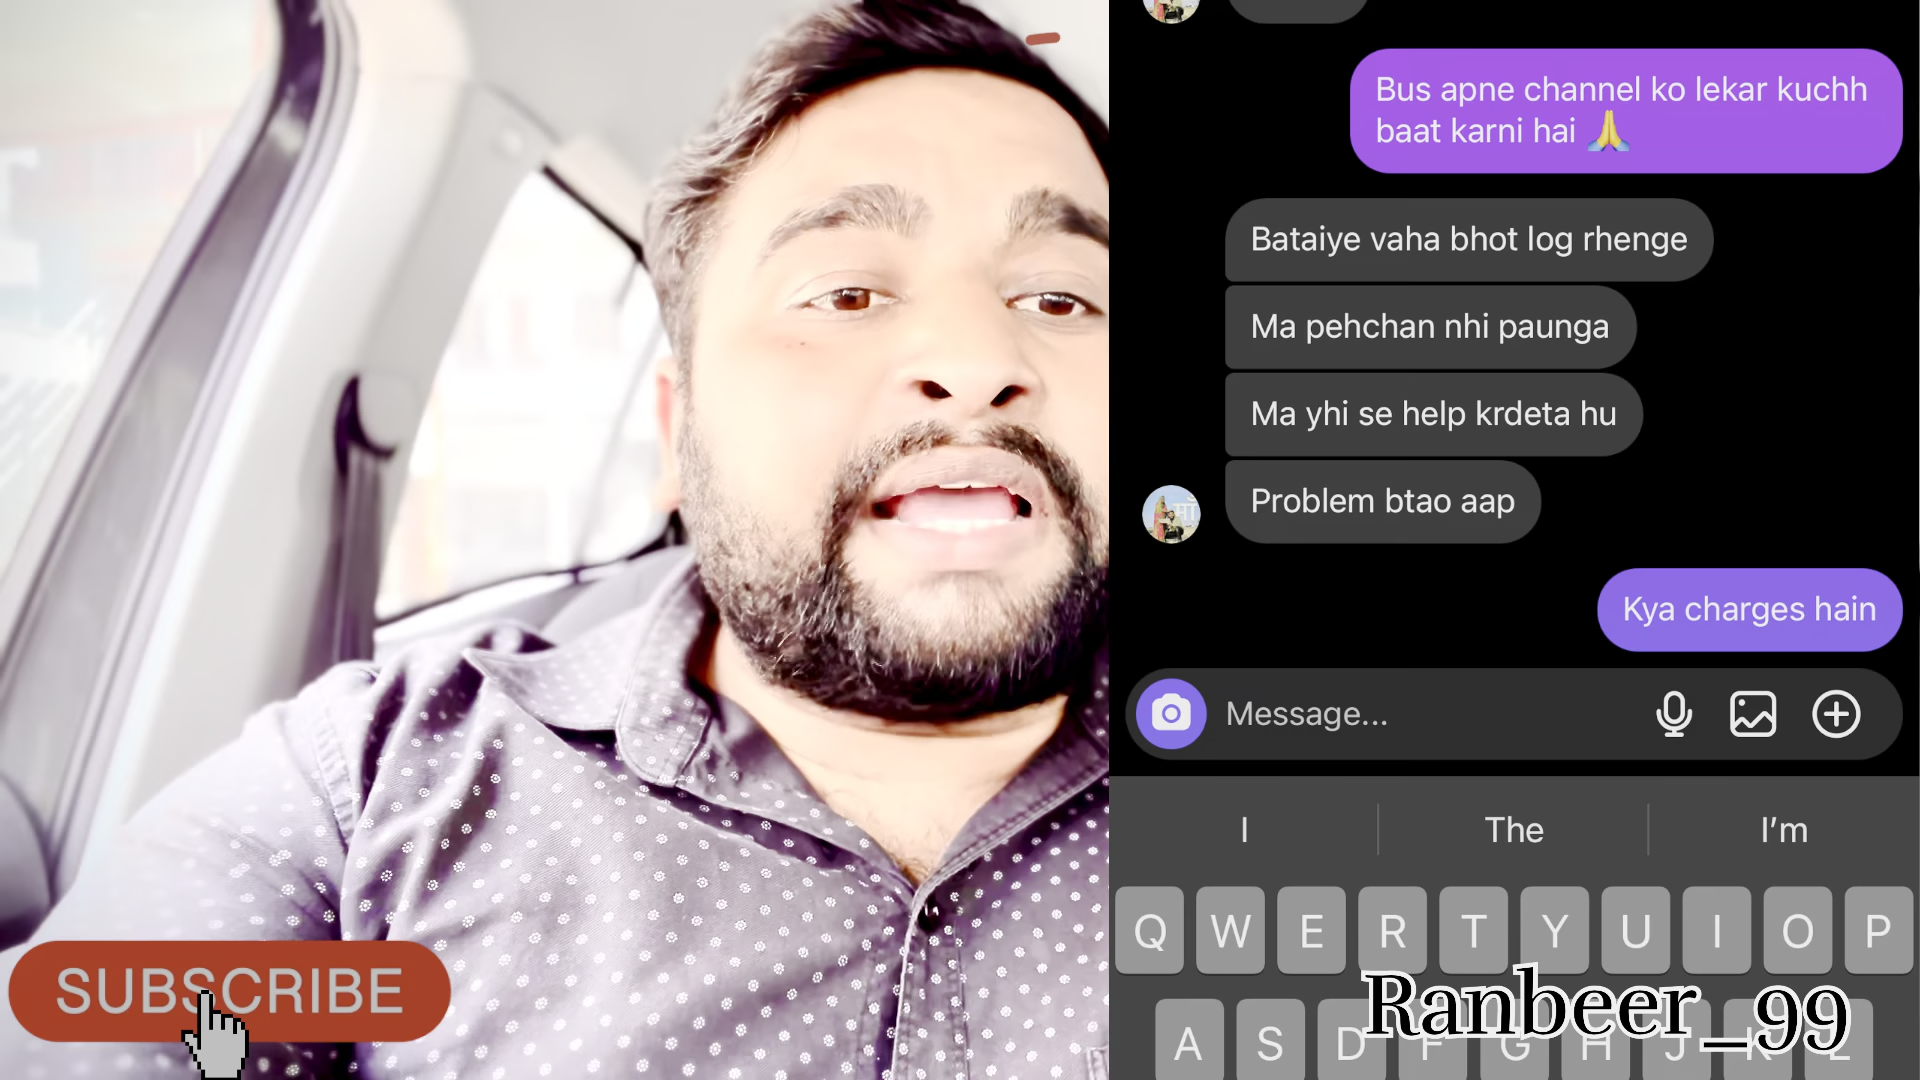 Bus apne channel ko lekar kuchh
baat karni hai 🙏
Bataiye vaha bhot log rhenge
Ma pehchan nhi paunga
Ma yhi se help krdeta hu
Problem btao aap
Kya charges hain
Message...
I The I’m
Q W E R T Y U I O P
A S D F G H J K L
Ranbeer_99
SUBSCRIBE